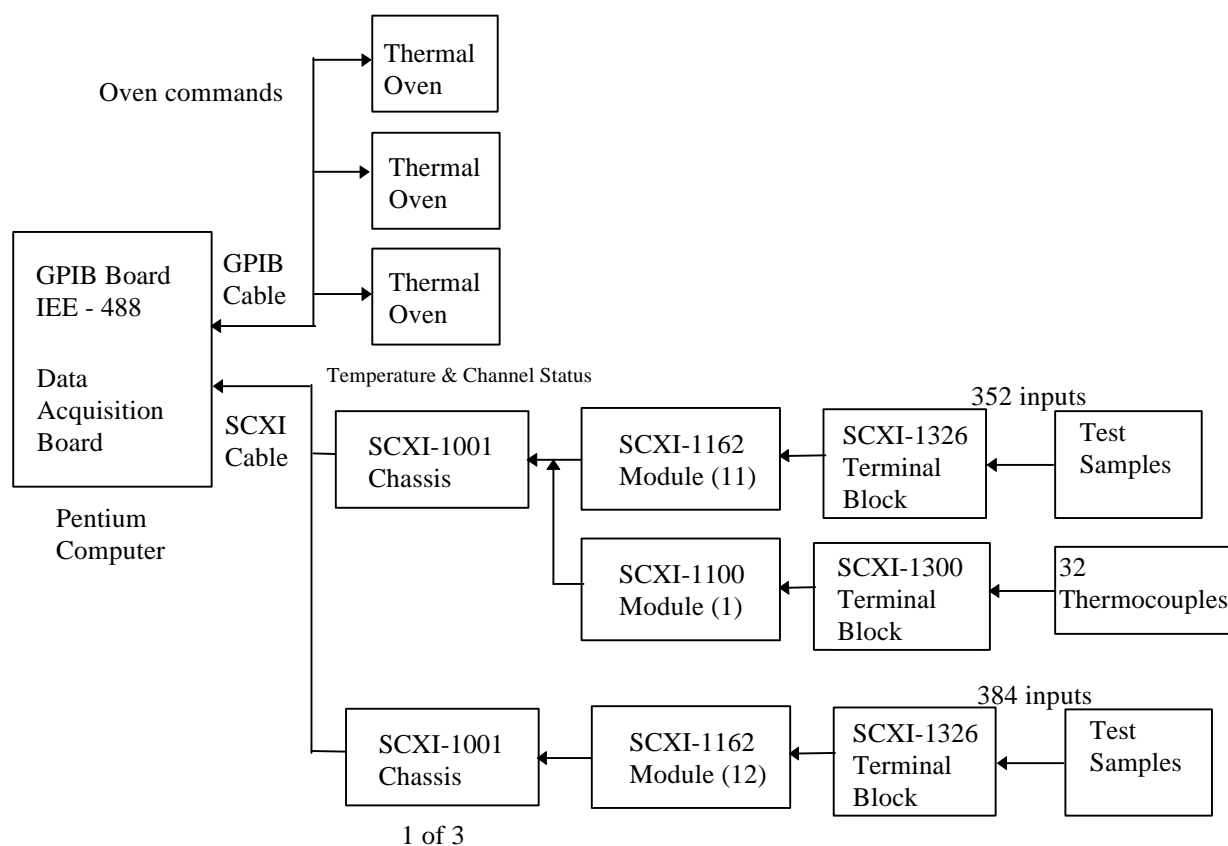 Thermal
Oven
Oven commands
Thermal
Oven
GPIB Board
IEE - 488
Data
Acquisition
Board
GPIB
Cable
Thermal
Oven
Temperature & Channel Status
SCXI
Cable
Pentium
Computer
SCXI-1001
Chassis
SCXI-1162
Module (11)
SCXI-1326
Terminal
Block
352 inputs
Test
Samples
SCXI-1100
Module (1)
SCXI-1300
Terminal
Block
32
Thermocouples
SCXI-1001
Chassis
1 of 3
SCXI-1162
Module (12)
SCXI-1326
Terminal
Block
384 inputs
Test
Samples